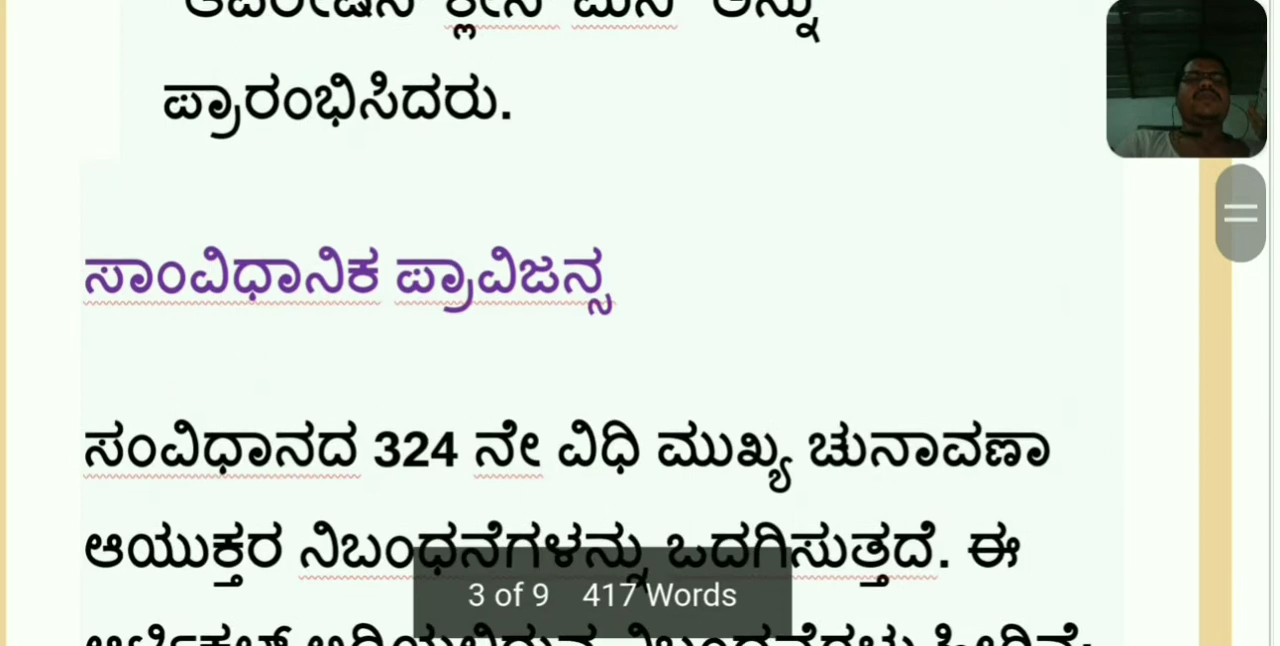 ಪ್ರಾರಂಭಿಸಿದರು.
ಸಾಂವಿಧಾನಿಕ ಪ್ರಾವಿಜನ್ಸ
ಸಂವಿಧಾನದ 324 ನೇ ವಿಧಿ ಮುಖ್ಯ ಚುನಾವಣಾ
ಆಯುಕ್ತರ ನಿಬಂಧನೆಗಳನ್ನು ಒದಗಿಸುತ್ತದೆ. ಈ
3 of 9 417 Words